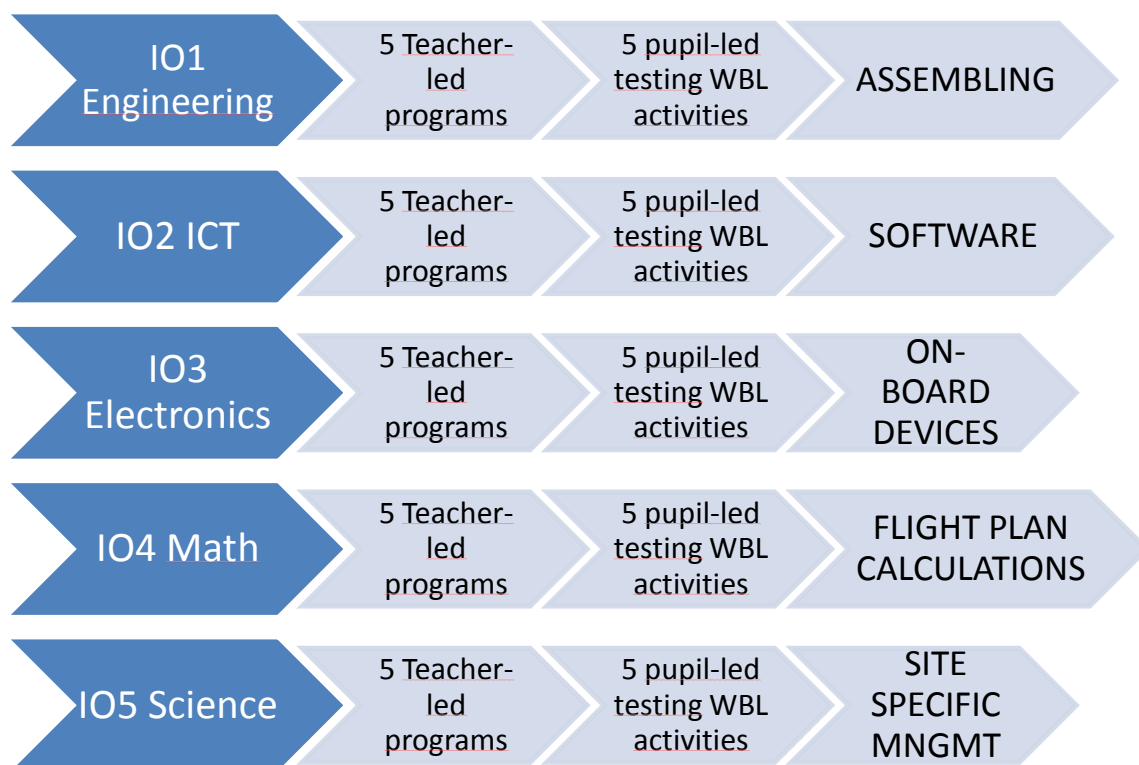 IO1
Engineering
5 Teacher-
led
programs
5 pupil-led
testing WBL
activities
ASSEMBLING
IO2 ICT
5 Teacher-
led
programs
5 pupil-led
testing WBL
activities
SOFTWARE
IO3
Electronics
5 Teacher-
led
programs
5 pupil-led
testing WBL
activities
ON-
BOARD
DEVICES
IO4 Math
5 Teacher-
led
programs
5 pupil-led
testing WBL
activities
FLIGHT PLAN
CALCULATIONS
IO5 Science
5 Teacher-
led
programs
5 pupil-led
testing WBL
activities
SITE
SPECIFIC
MNGMT